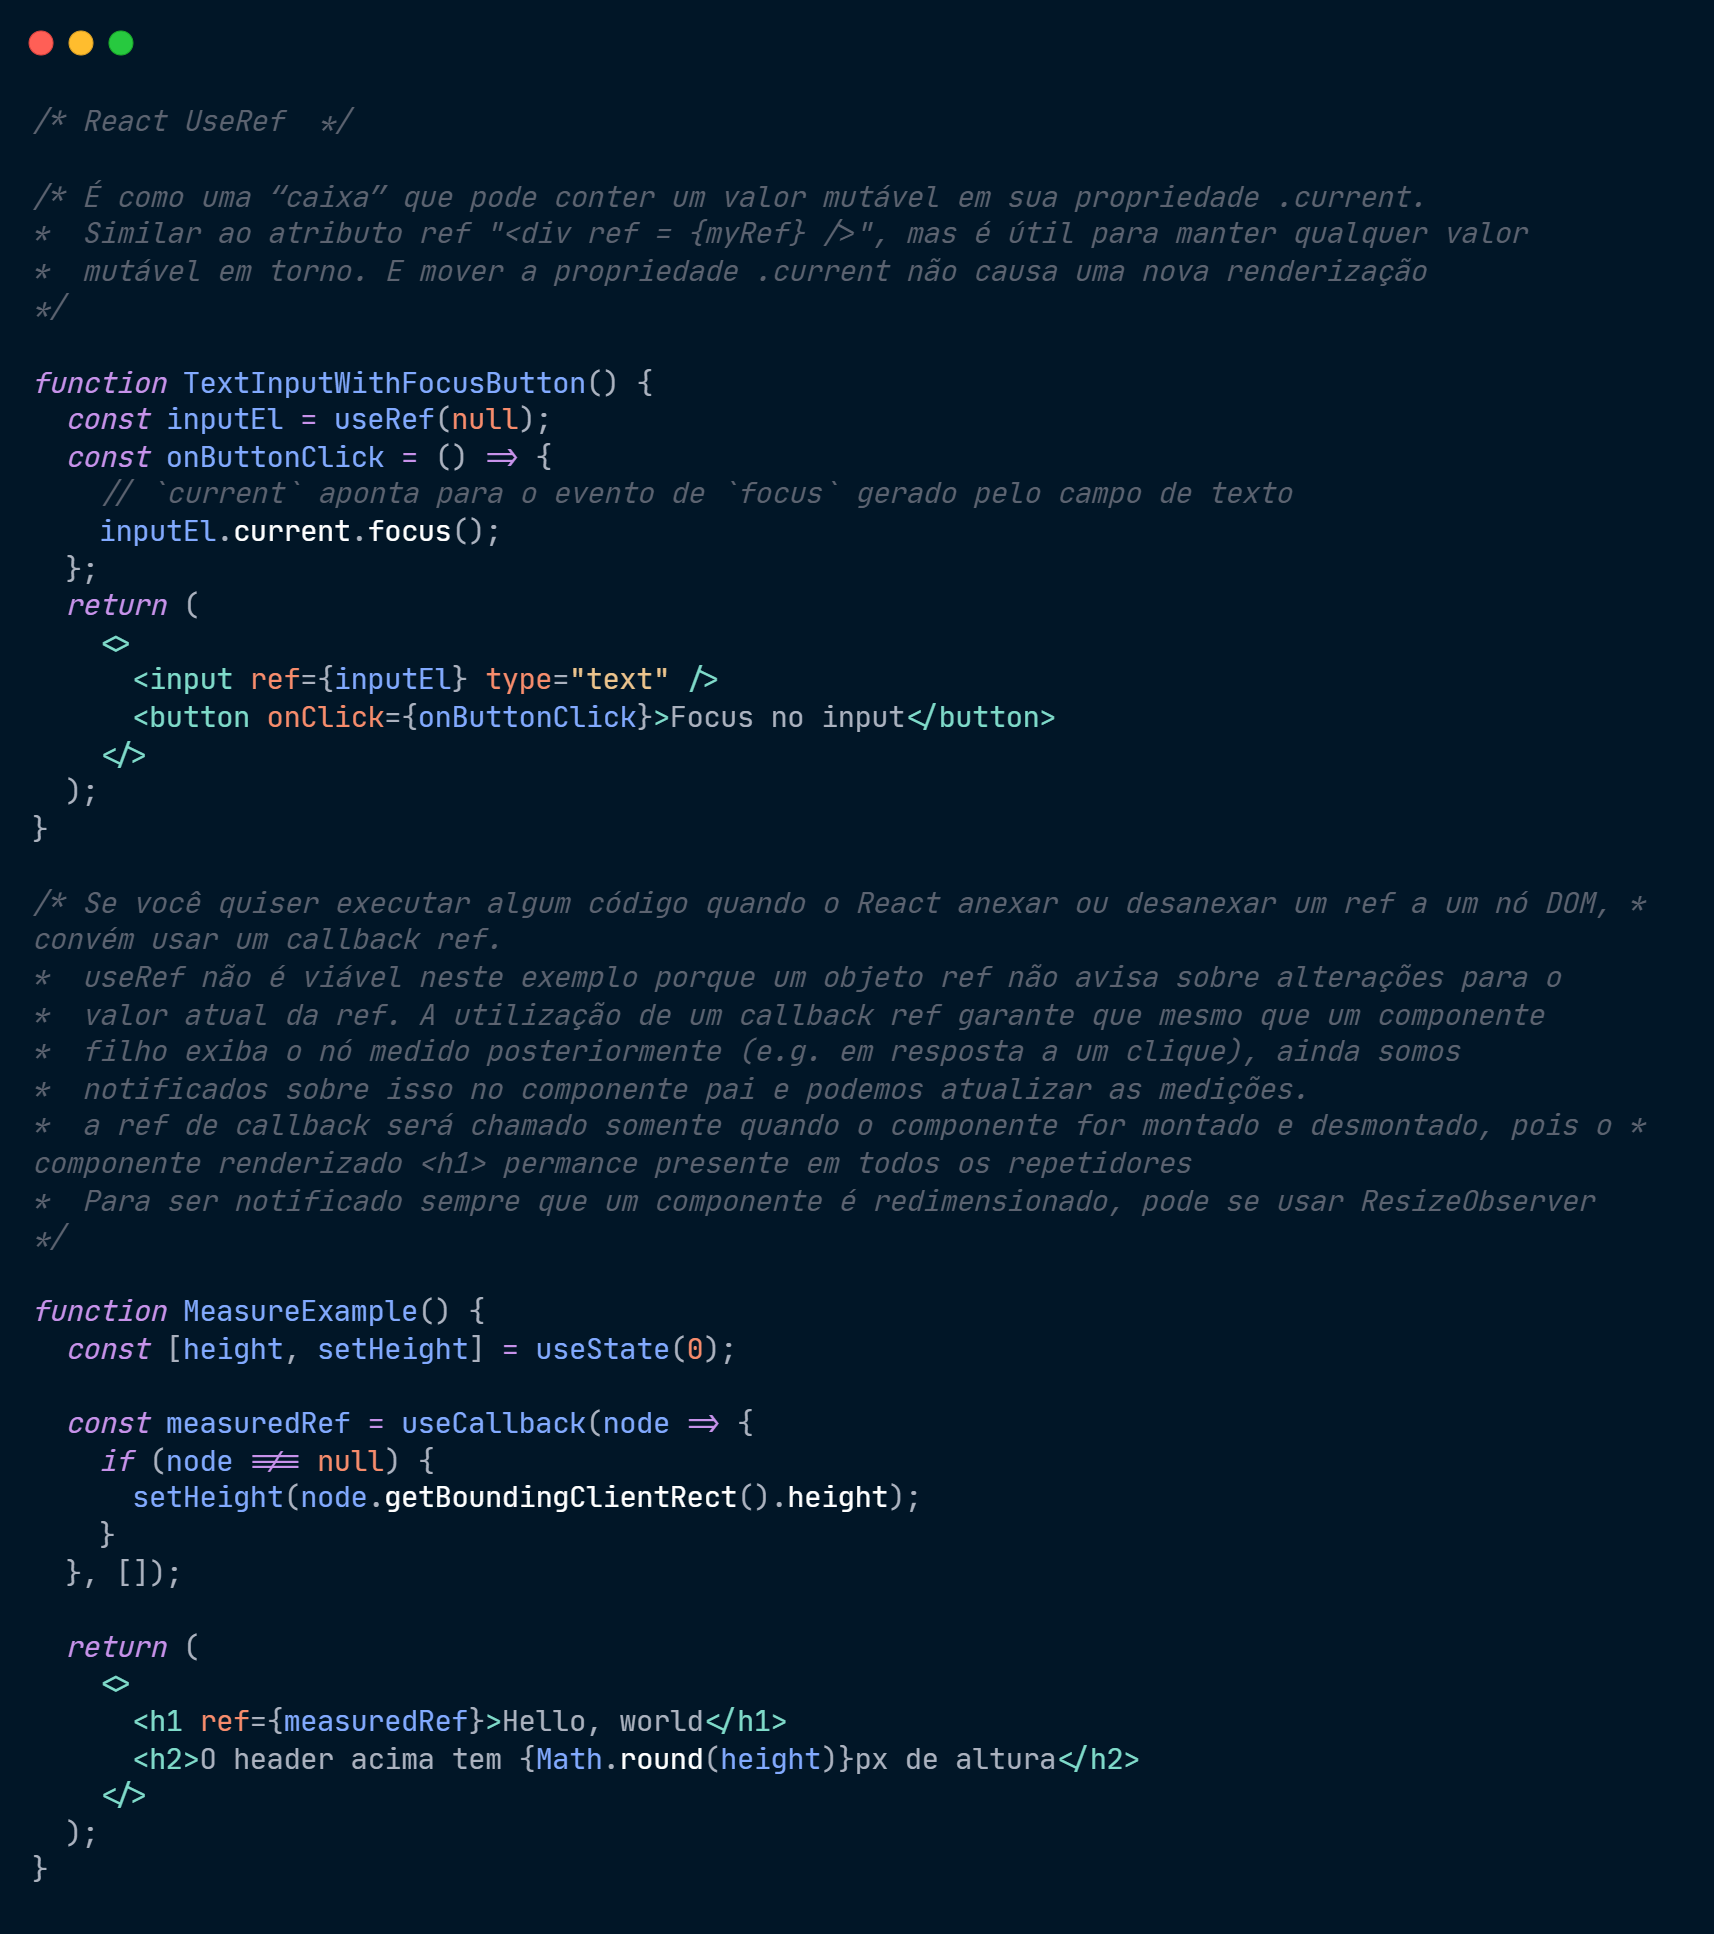 /* React UseRef  */
/* É como uma “caixa” que pode conter um valor mutável em sua propriedade .current.
*  Similar ao atributo ref "<div ref = {myRef} />", mas é útil para manter qualquer valor
*  mutável em torno. E mover a propriedade .current não causa uma nova renderização
*/
function TextInputWithFocusButton() {
  const inputEl = useRef(null);
  const onButtonClick = () => {
    // `current` aponta para o evento de `focus` gerado pelo campo de texto
    inputEl.current.focus();
  };
  return (
    <>
      <input ref={inputEl} type="text" />
      <button onClick={onButtonClick}>Focus no input</button>
    </>
  );
}
/* Se você quiser executar algum código quando o React anexar ou desanexar um ref a um nó DOM, *
convém usar um callback ref.
*  useRef não é viável neste exemplo porque um objeto ref não avisa sobre alterações para o
*  valor atual da ref. A utilização de um callback ref garante que mesmo que um componente
*  filho exiba o nó medido posteriormente (e.g. em resposta a um clique), ainda somos
*  notificados sobre isso no componente pai e podemos atualizar as medições.
*  a ref de callback será chamado somente quando o componente for montado e desmontado, pois o *
componente renderizado <h1> permance presente em todos os repetidores
*  Para ser notificado sempre que um componente é redimensionado, pode se usar ResizeObserver
*/
function MeasureExample() {
  const [height, setHeight] = useState(0);
  const measuredRef = useCallback(node => {
    if (node !== null) {
      setHeight(node.getBoundingClientRect().height);
    }
  }, []);
  return (
    <>
      <h1 ref={measuredRef}>Hello, world</h1>
      <h2>O header acima tem {Math.round(height)}px de altura</h2>
    </>
  );
}